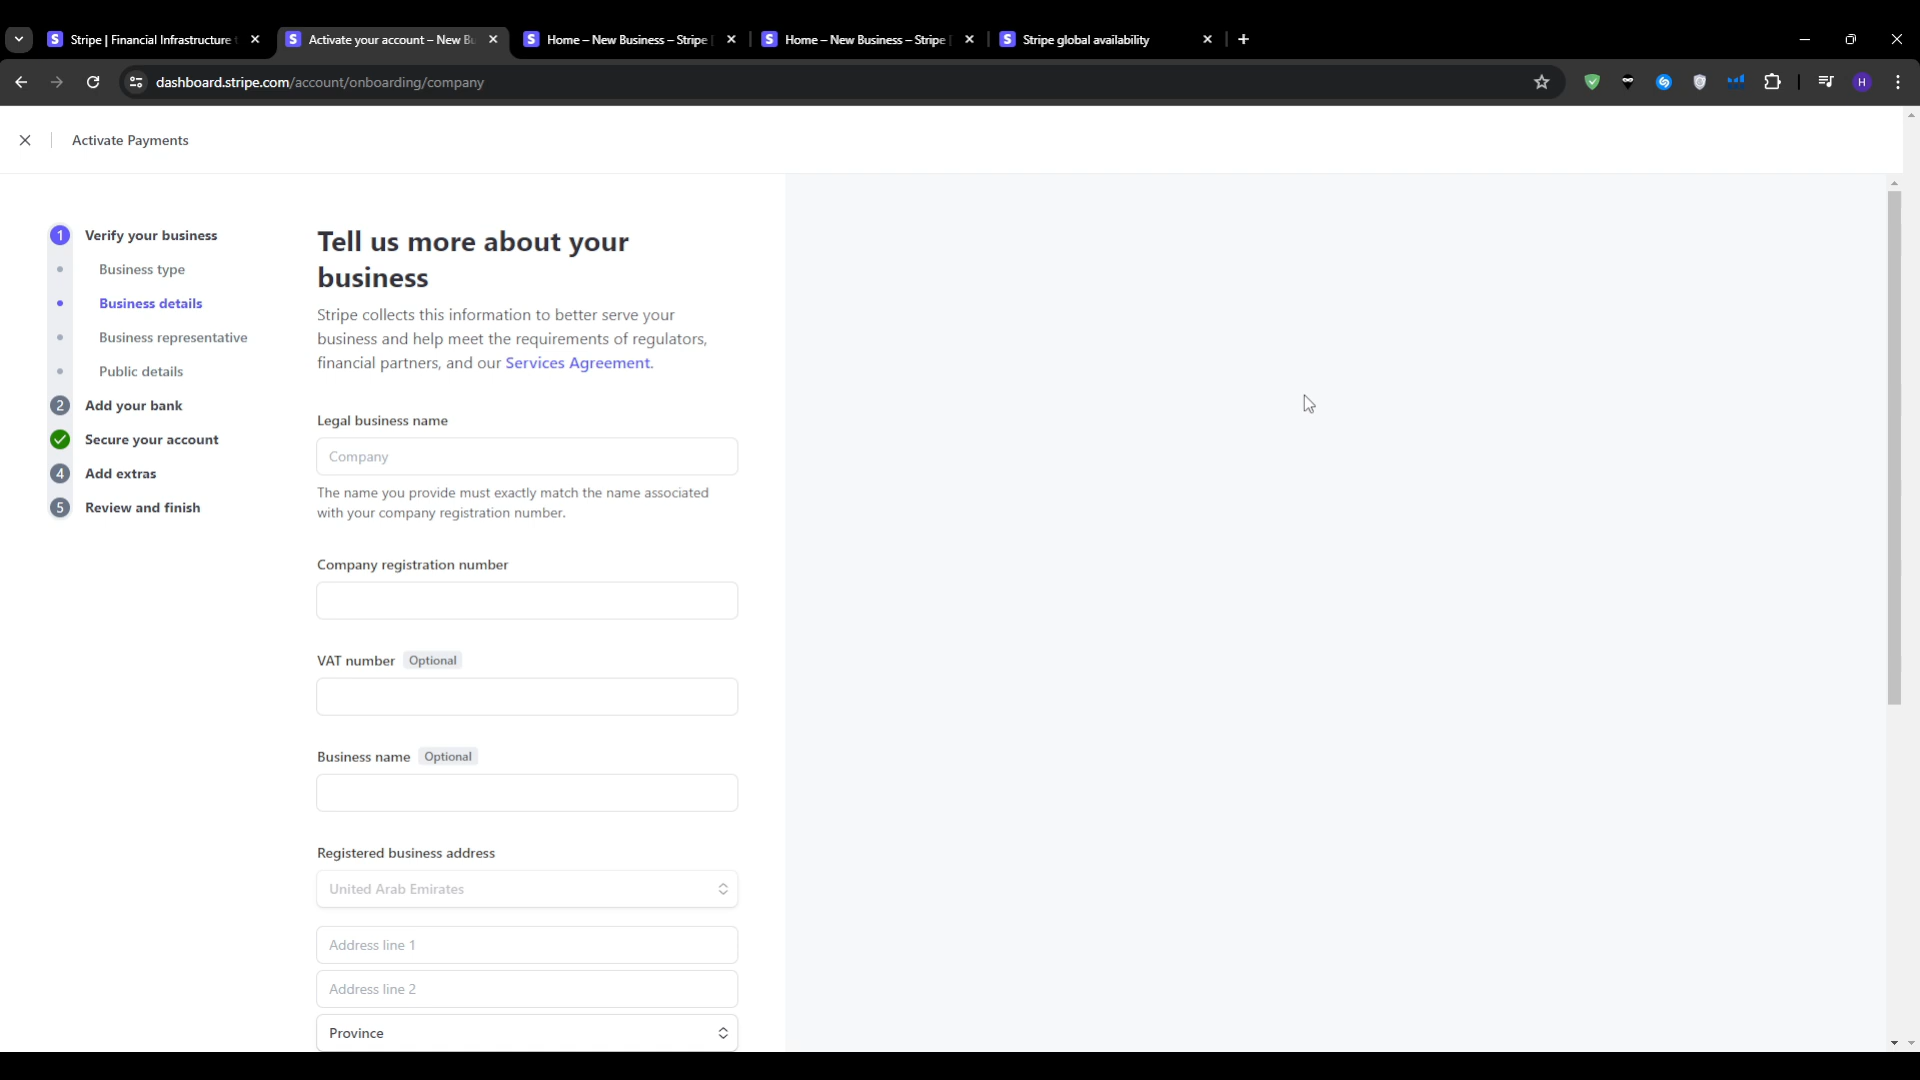 Stripe | Financial Infrastructure
Activate your account – New B
Home – New Business – Stripe
Home – New Business – Stripe
Stripe global availability
dashboard.stripe.com/account/onboarding/company
H
Activate Payments
1 Verify your business
Business type
Business details
Business representative
Public details
2 Add your bank
Secure your account
4 Add extras
5 Review and finish
Tell us more about your
business
Stripe collects this information to better serve your
business and help meet the requirements of regulators,
financial partners, and our Services Agreement.
Legal business name
Company
The name you provide must exactly match the name associated
with your company registration number.
Company registration number
VAT number Optional
Business name Optional
Registered business address
United Arab Emirates
Address line 1
Address line 2
Province